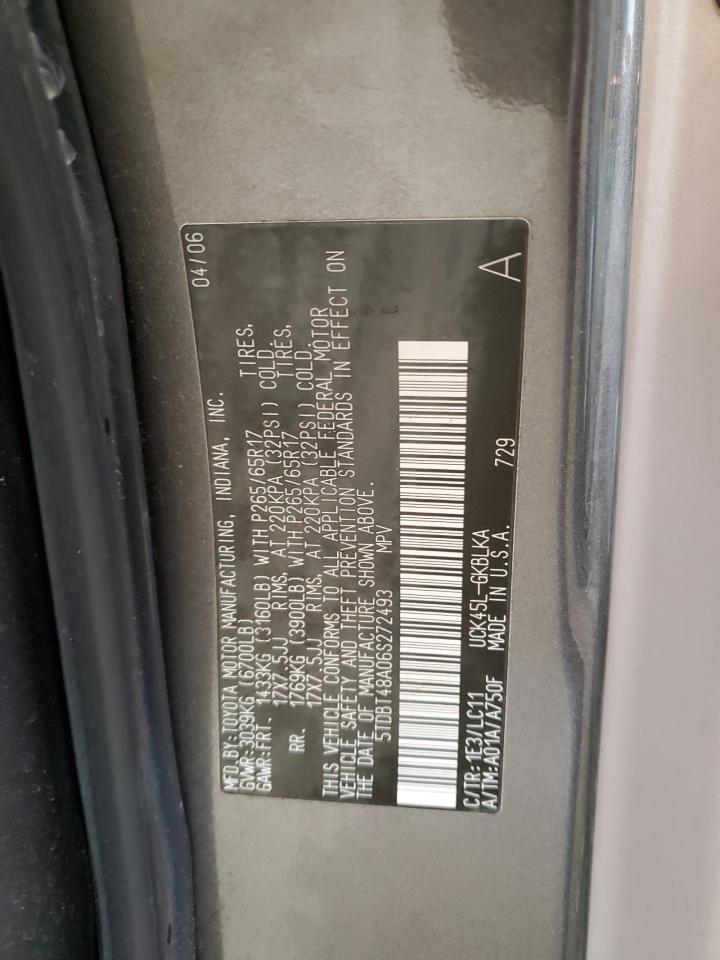 MFD.BY:TOYOTA MOTOR MANUFACTURING, INDIANA, INC. 04/06
GVWR:3039KG (6700LB)
GAWR:FRT. 1433KG (3160LB) WITH P265/65R17 TIRES,
17X7.5JJ RIMS, AT 220KPA (32PSI) COLD
RR. 1769KG (3900LB) WITH P265/65R17 TIRES,
17X7.5JJ RIMS, AT 220KPA (32PSI) COLD.
THIS VEHICLE CONFORMS TO ALL APPLICABLE FEDERAL MOTOR
VEHICLE SAFETY AND THEFT PREVENTION STANDARDS IN EFFECT ON
THE DATE OF MANUFACTURE SHOWN ABOVE.
5TDBT48A06S272493 MPV
C/TR:1E3/LC11 UCK45L-GKBLKA 729
A/TM:A01A/A750F MADE IN U.S.A. A